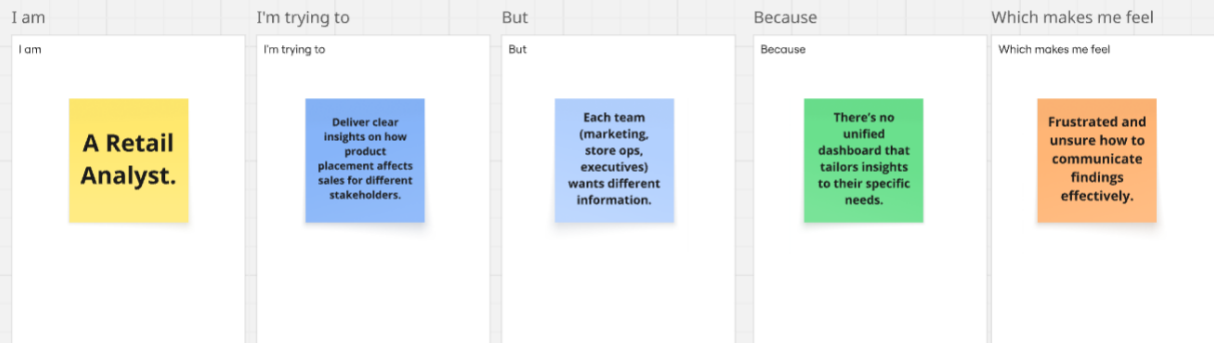 I am
I'm trying to
But
Because
Which makes me feel
I am
I'm trying to
But
Because
Which makes me feel
A Retail
Analyst.
Deliver clear
insights on how
product
placement affects
sales for different
stakeholders.
Each team
(marketing,
store ops,
executives)
wants different
information.
There’s no
unified
dashboard that
tailors insights
to their specific
needs.
Frustrated and
unsure how to
communicate
findings
effectively.